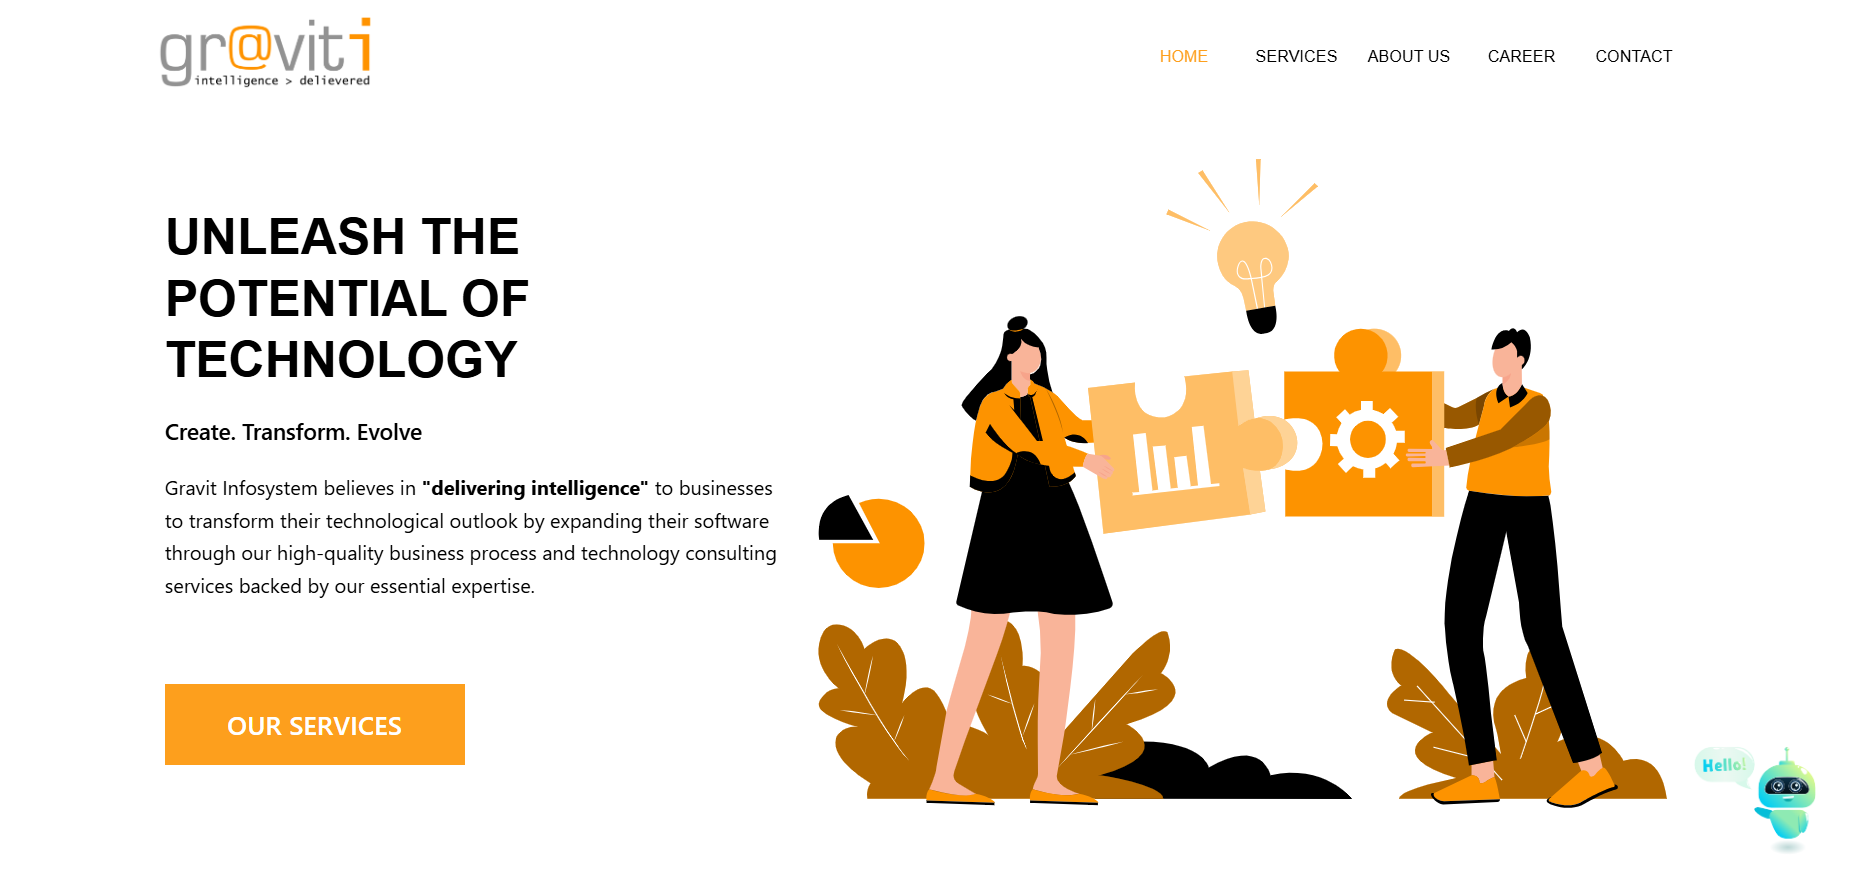 gr@viti
intelligence > delievered
HOME SERVICES ABOUT US CAREER CONTACT
UNLEASH THE
POTENTIAL OF
TECHNOLOGY
Create. Transform. Evolve
Gravit Infosystem believes in "delivering intelligence" to businesses
to transform their technological outlook by expanding their software
through our high-quality business process and technology consulting
services backed by our essential expertise.
OUR SERVICES
Hello!